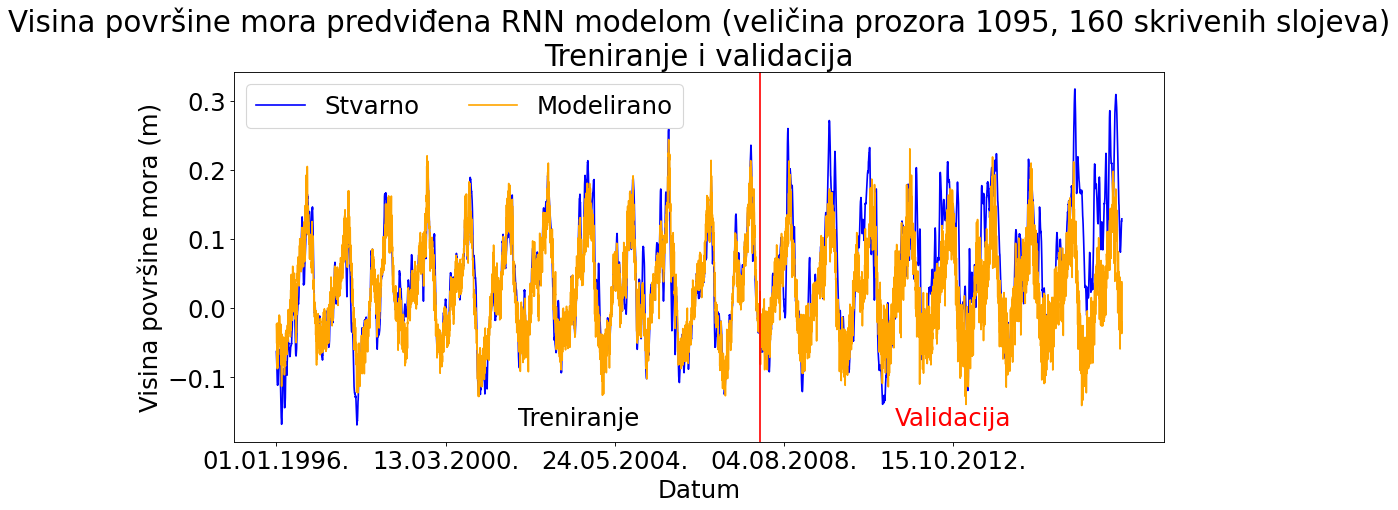 Visina površine mora predviđena RNN modelom (veličina prozora 1095, 160 skrivenih slojeva)
Treniranje i validacija
Stvarno
Modelirano
Visina površine mora (m)
0.3
0.2
0.1
0.0
−0.1
Treniranje
Validacija
01.01.1996.
13.03.2000.
24.05.2004.
04.08.2008.
15.10.2012.
Datum